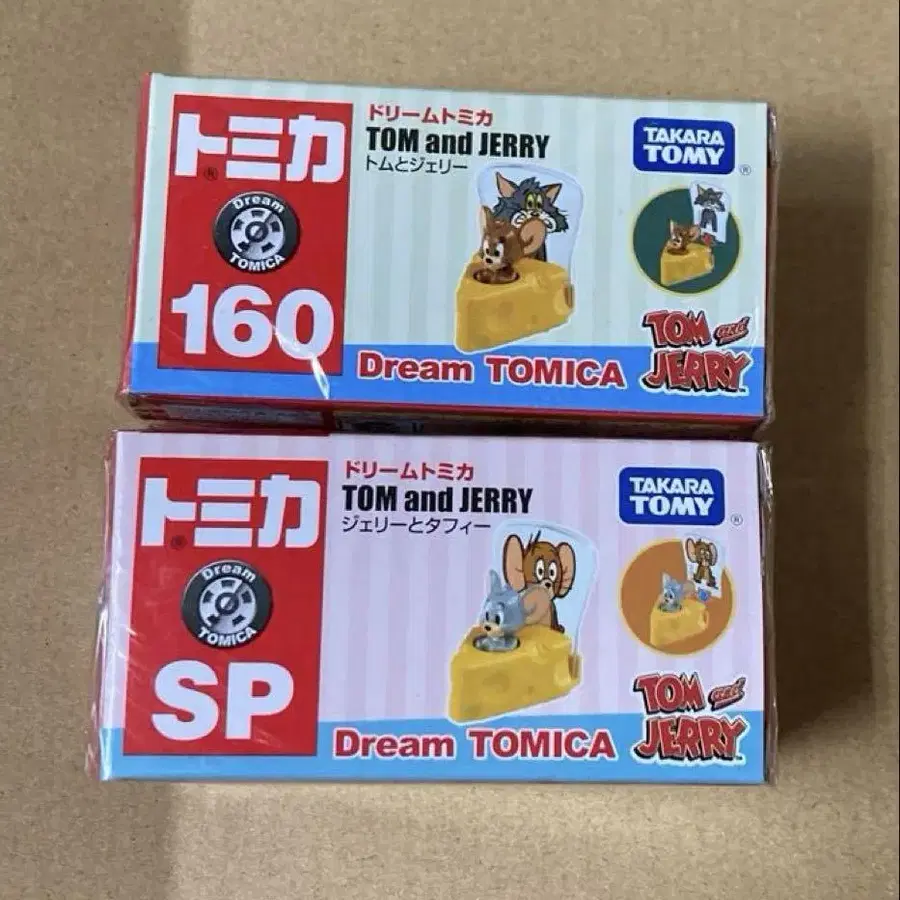 トミカ
®
Dream
TOMICA
160
ドリームトミカ
TOM and JERRY
トムとジェリー
TAKARA
TOMY
®
Dream TOMICA
TOM and
JERRY
トミカ
®
Dream
TOMICA
SP
ドリームトミカ
TOM and JERRY
ジェリーとタフィー
TAKARA
TOMY
®
Dream TOMICA
TOM and
JERRY